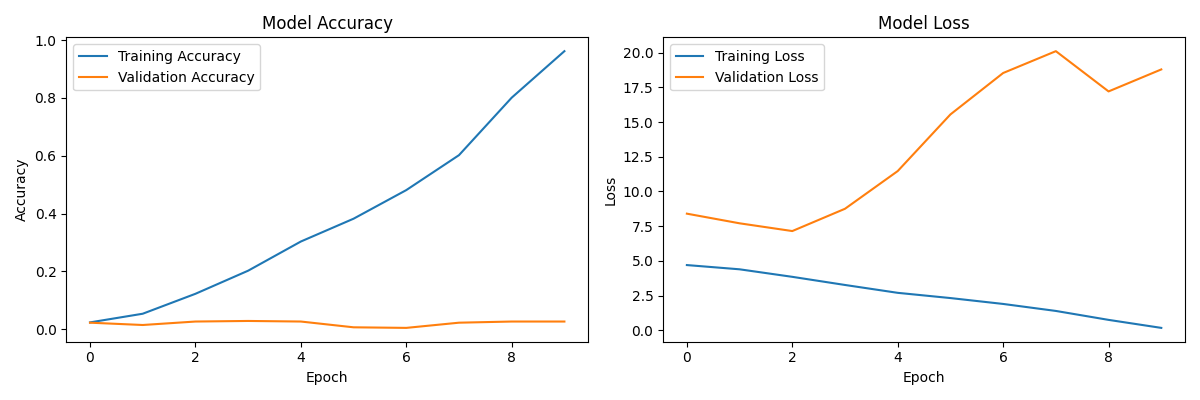 Model Accuracy
Training Accuracy
Validation Accuracy
1.0
0.8
0.6
0.4
0.2
0.0
Accuracy
0 2 4 6 8
Epoch
Model Loss
Training Loss
Validation Loss
20.0
17.5
15.0
12.5
10.0
7.5
5.0
2.5
0.0
Loss
0 2 4 6 8
Epoch